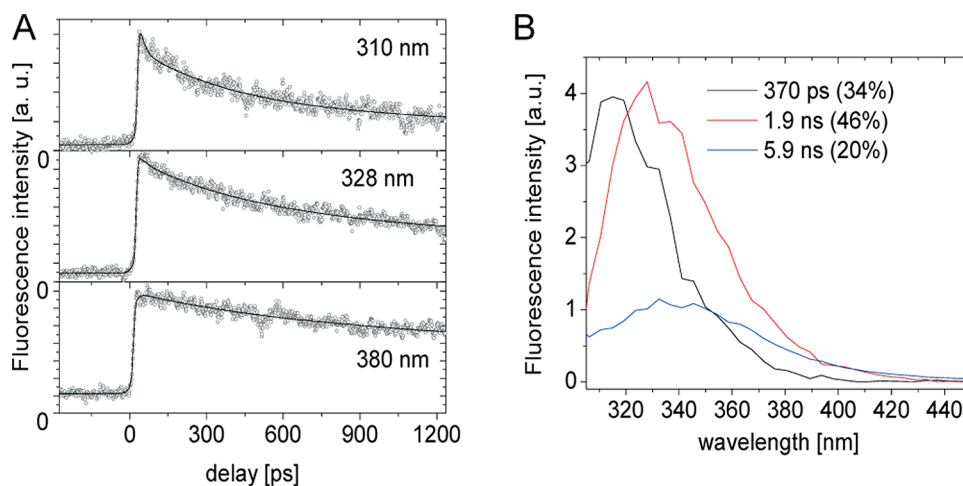 A
310 nm
0
328 nm
0
380 nm
0
0
300
600
900
1200
Fluorescence intensity [a. u.]
delay [ps]
B
370 ps (34%)
1.9 ns (46%)
5.9 ns (20%)
4
3
2
1
0
320
340
360
380
400
420
440
Fluorescence intensity [a.u.]
wavelength [nm]